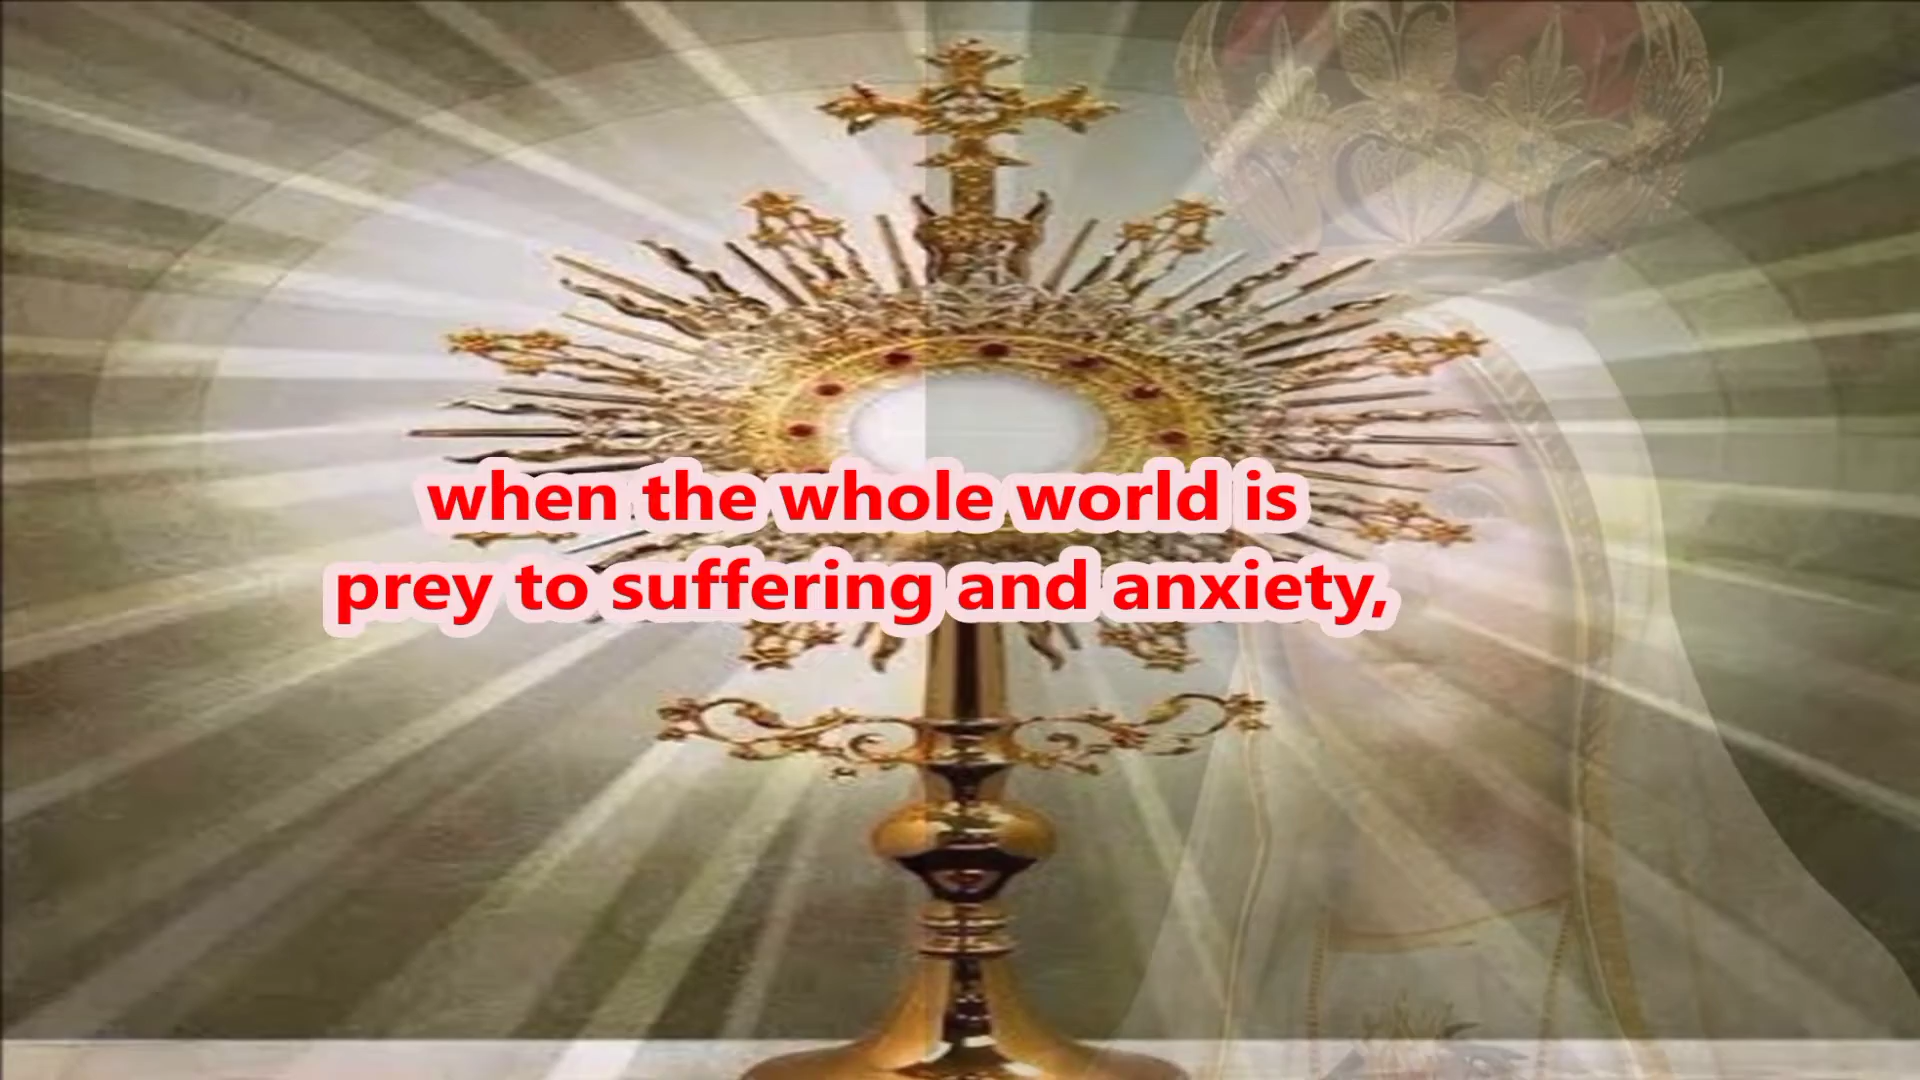 when the whole world is
prey to suffering and anxiety,